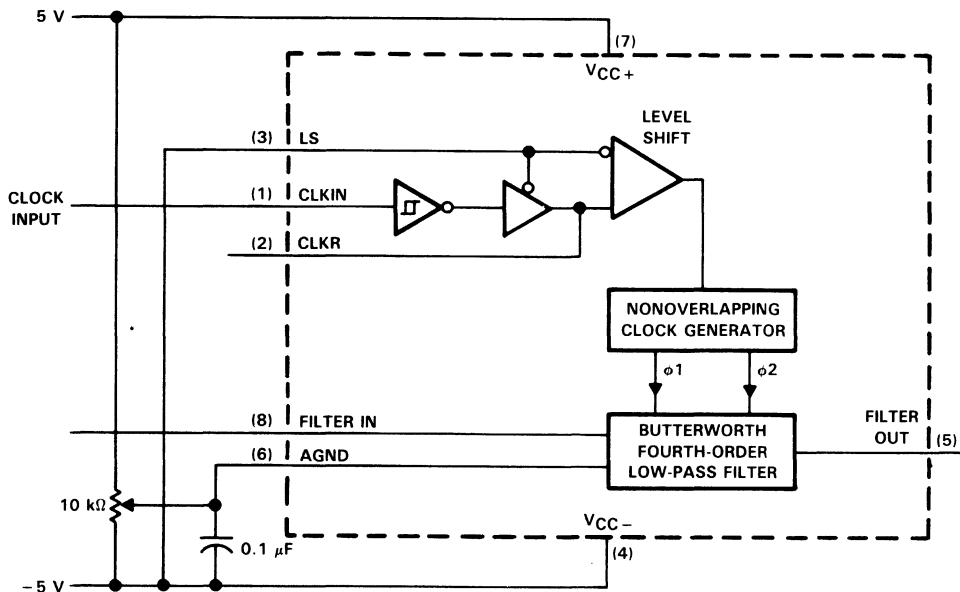 5 V
(7)
VCC+
LEVEL
SHIFT
(3) LS
CLOCK
INPUT
(1) CLKIN
(2) CLKR
NONOVERLAPPING
CLOCK GENERATOR
φ1
φ2
(8) FILTER IN
(6) AGND
BUTTERWORTH
FOURTH-ORDER
LOW-PASS FILTER
FILTER
OUT
(5)
10 kΩ
0.1 μF
VCC−
(4)
−5 V